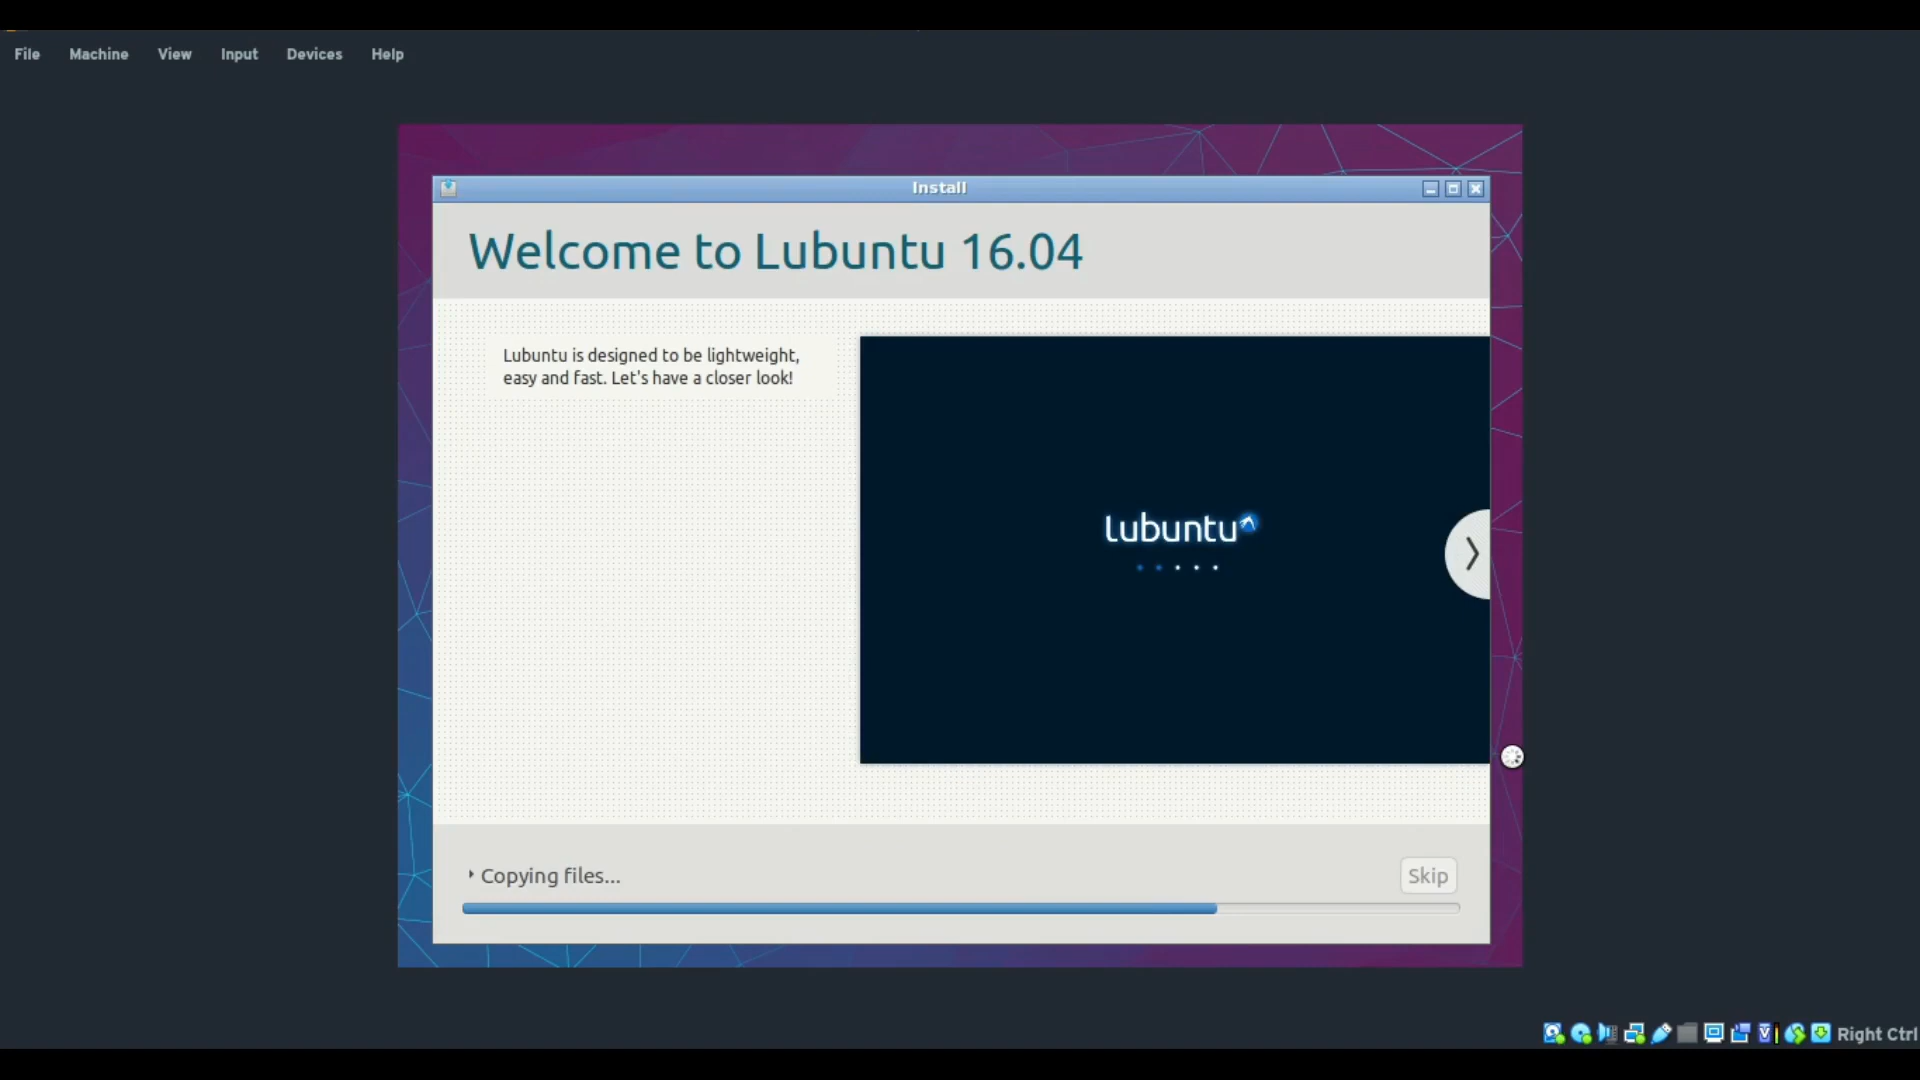 File Machine View Input Devices Help
Install
Welcome to Lubuntu 16.04
Lubuntu is designed to be lightweight,
easy and fast. Let's have a closer look!
lubuntu
Copying files...
Skip
Right Ctrl